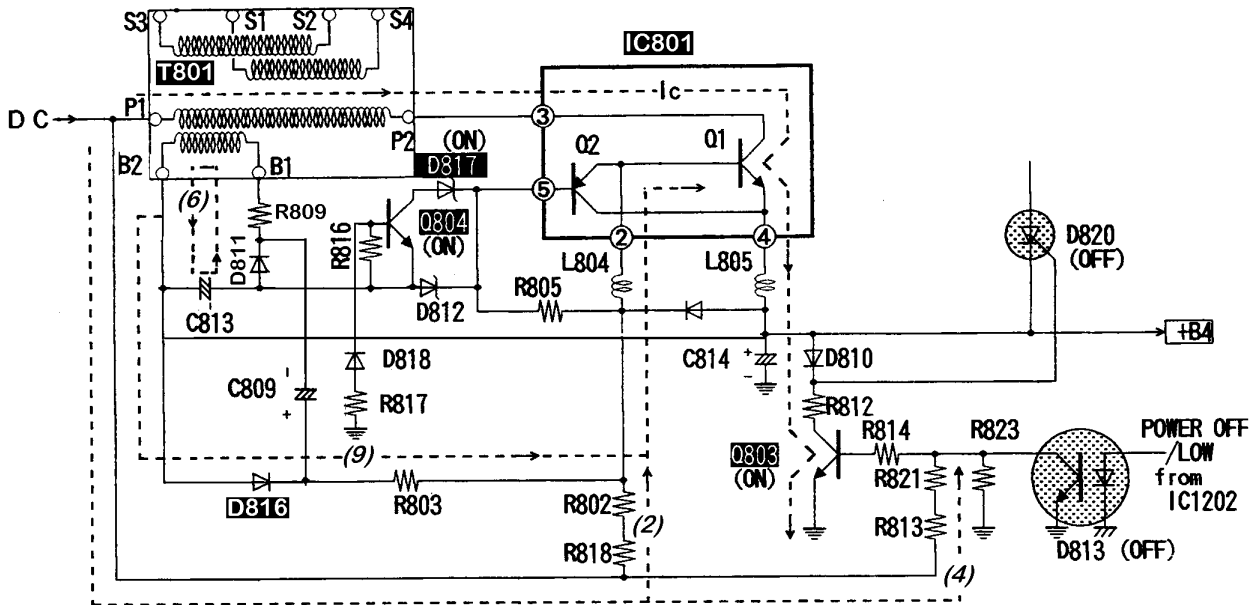 S3 S1 S2 S4
T801
IC801
Ic
DC
P1
P2
3
(ON)
D817
Q2
Q1
B2
B1
5
(6)
R809
Q804
(ON)
R816
2
4
D820
(OFF)
D811
L804
L805
R805
C813
D812
+B4
C814
+
-
D810
D818
C809
-
+
R817
R812
R814
R823
POWER OFF
/LOW
from
IC1202
(9)
Q803
(ON)
R821
D816
R803
R802
(2)
R813
R818
D813 (OFF)
(4)